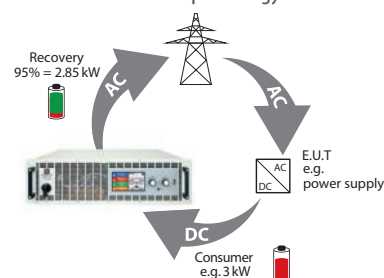 Recovery
95% = 2.85 kW
AC
AC
E.U.T
e.g.
power supply
AC
DC
DC
Consumer
e.g. 3 kW